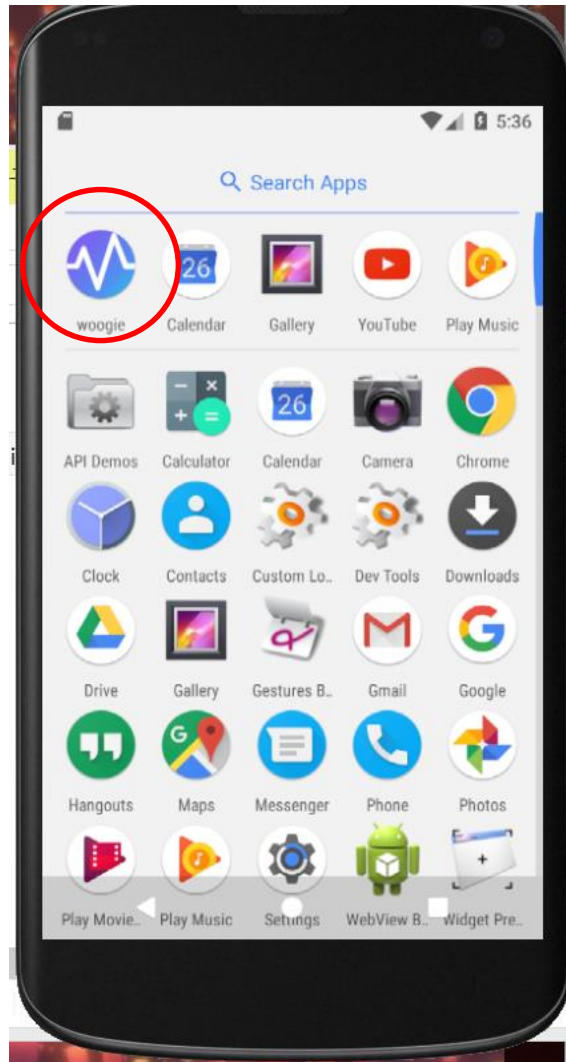 5:36
Search Apps
26
woogie Calendar Gallery YouTube Play Music
26
API Demos Calculator Calendar Camera Chrome
Clock Contacts Custom Lo.. Dev Tools Downloads
Drive Gallery Gestures B.. Gmail Google
Hangouts Maps Messenger Phone Photos
Play Movie.. Play Music Settings WebView B.. Widget Pre..